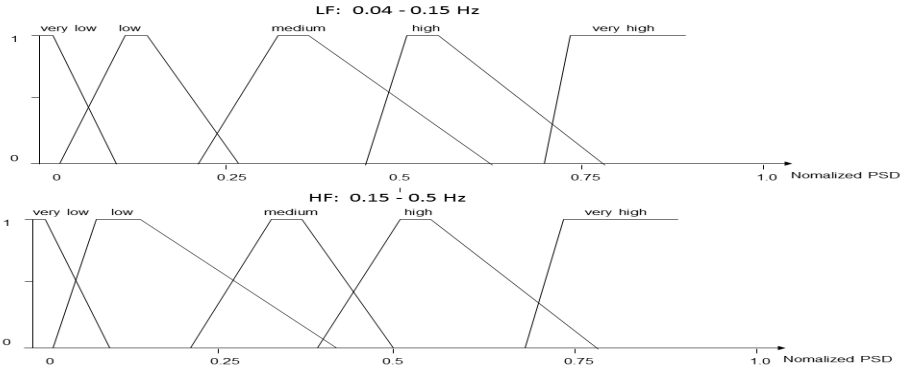 LF: 0.04 - 0.15 Hz
very low low medium high very high
1
0
0 0.25 0.5 0.75 1.0 Nomalized PSD
HF: 0.15 - 0.5 Hz
very low low medium high very high
1
0
0 0.25 0.5 0.75 1.0 Nomalized PSD